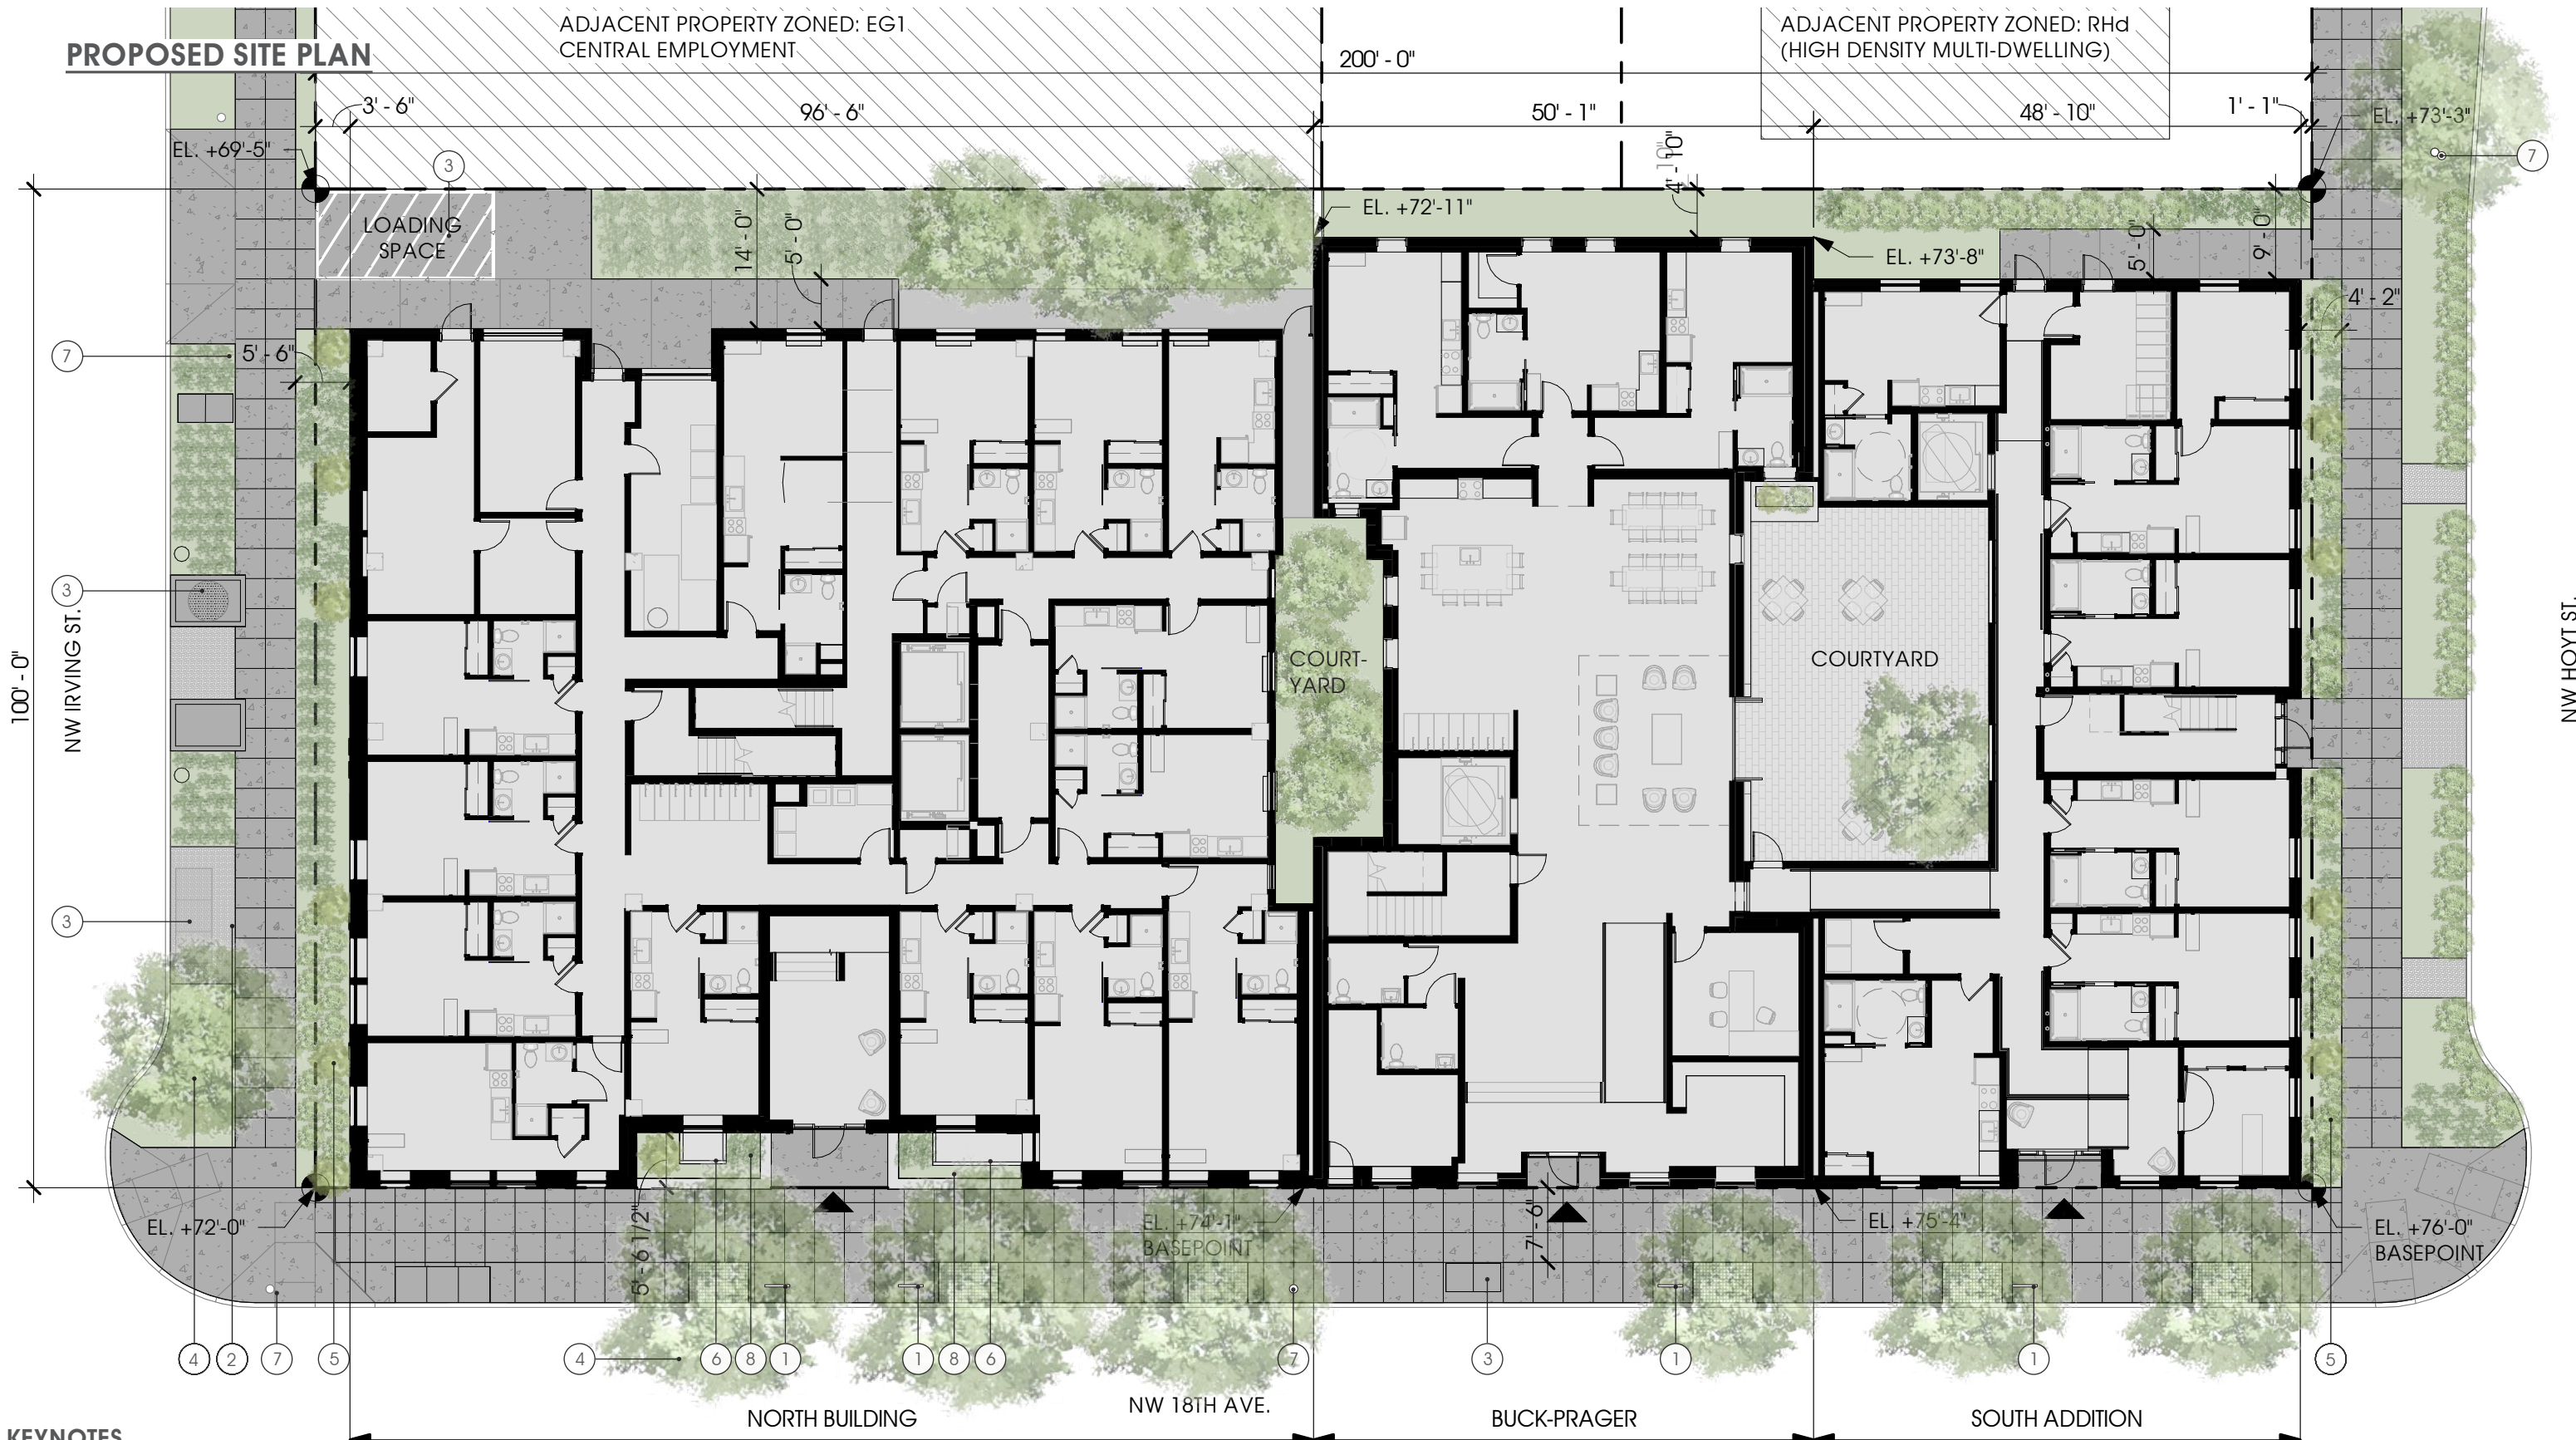 ADJACENT PROPERTY ZONED: EG1
CENTRAL EMPLOYMENT
ADJACENT PROPERTY ZONED: RHd
(HIGH DENSITY MULTI-DWELLING)
PROPOSED SITE PLAN
200' - 0"
3' - 6"
96' - 6"
50' - 1"
48' - 10"
1' - 1"
EL. +73'-3"
EL. +69'-5"
3
4' - 10"
7
LOADING
SPACE
14' - 0"
5' - 0"
EL. +72'-11"
EL. +73'-8"
5' - 0"
9' - 0"
4' - 2"
7
5' - 6"
3
NW IRVING ST.
100' - 0"
COURT-
YARD
COURTYARD
NW HOYT ST.
3
EL. +72'-0"
5' - 6 1/2"
EL. +74'-1"
BASEPOINT
7' - 6"
EL. +75'-4"
EL. +76'-0"
BASEPOINT
4
2
7
5
4
6
8
1
1
8
6
7
3
1
1
5
NW 18TH AVE.
NORTH BUILDING
BUCK-PRAGER
SOUTH ADDITION
KEYNOTES